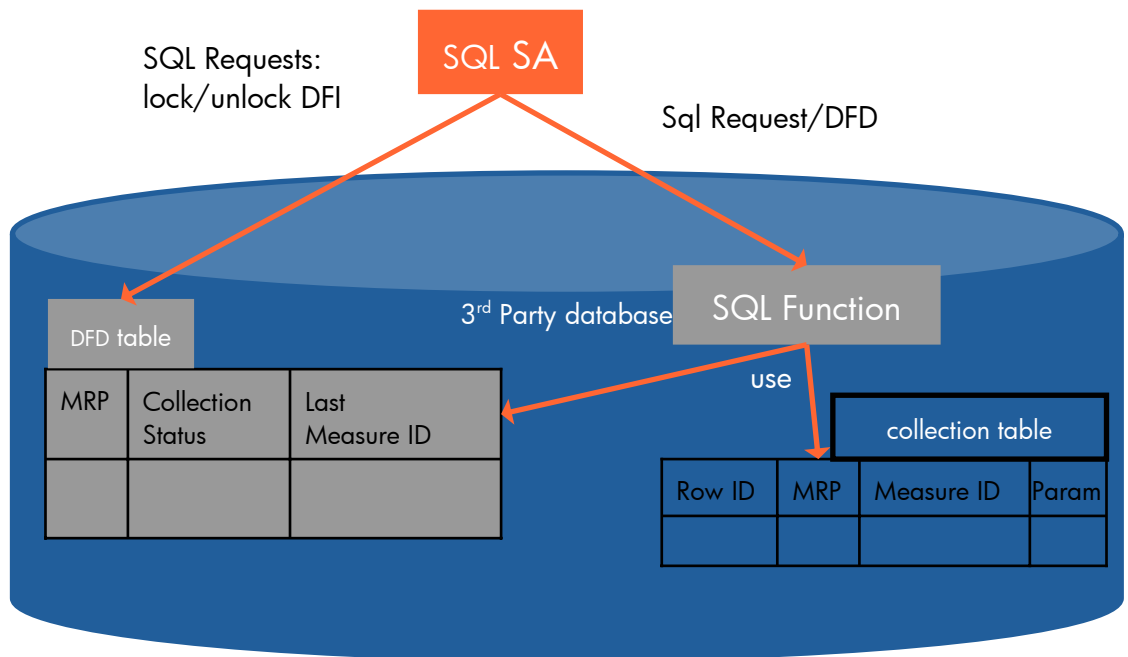 SQL Requests:
lock/unlock DFI
SQL SA
Sql Request/DFD
3rd Party database
SQL Function
DFD table
MRP
Collection
Status
Last
Measure ID
use
collection table
Row ID
MRP
Measure ID
Param